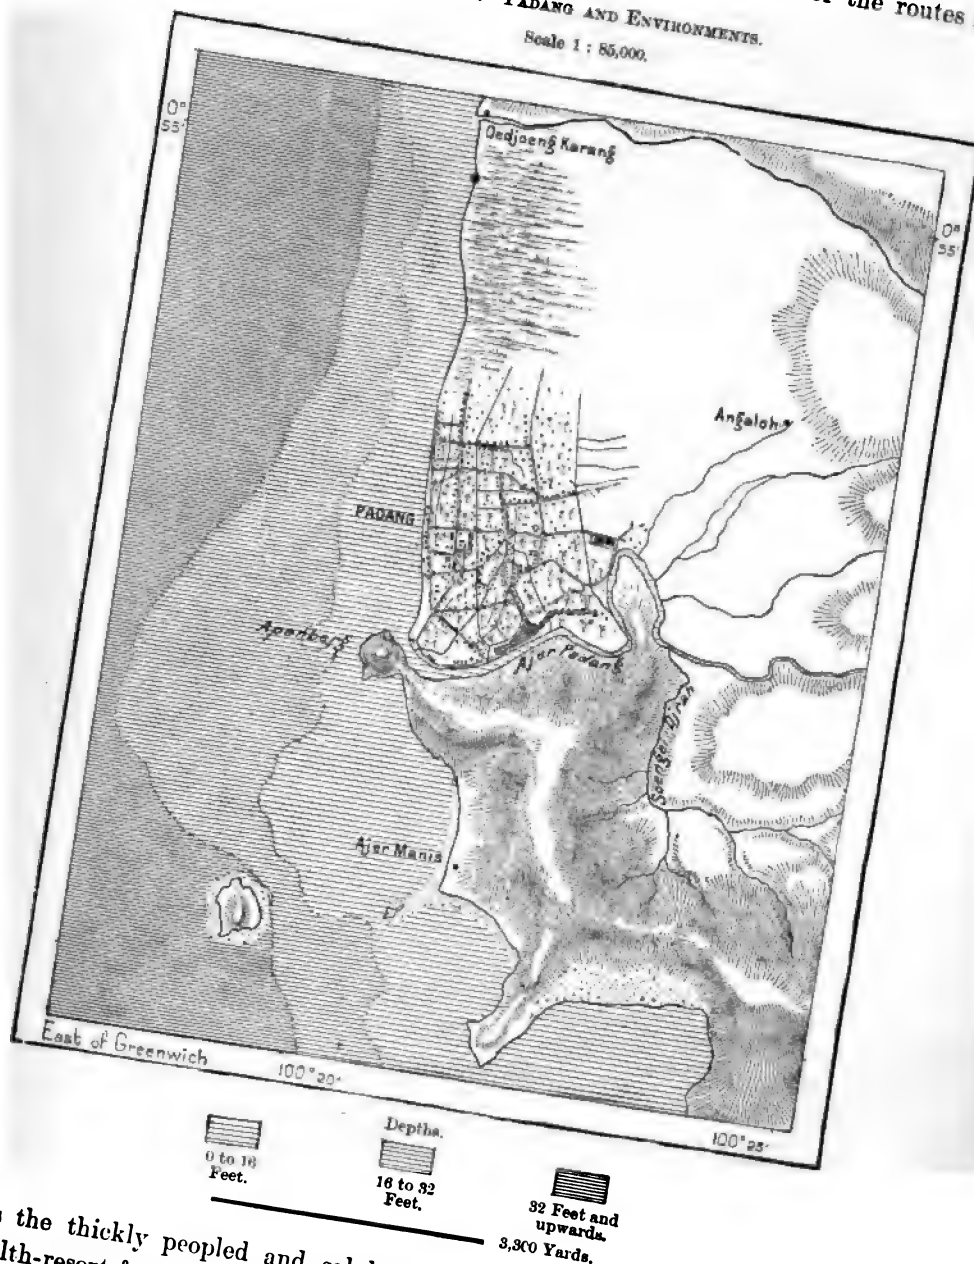 the routes
PADANG AND ENVIRONMENTS.
Scale 1 : 85,000.
0°
55'
Oedjoeng Karang
0°
55'
Angaloh
PADANG
Apenberg
Ajer Padang
Soengei Djirah
Ajer Manis
East of Greenwich
100° 20'
100° 25'
Depths.
0 to 16
Feet.
16 to 32
Feet.
32 Feet and
upwards.
3,300 Yards.
the thickly peopled and
lth-resort